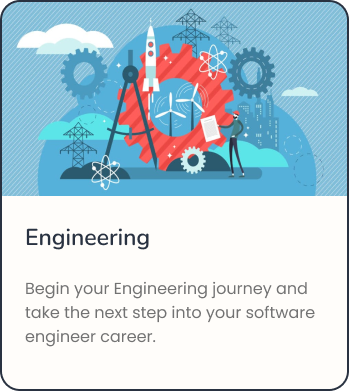 Engineering
Begin your Engineering journey and
take the next step into your software
engineer career.